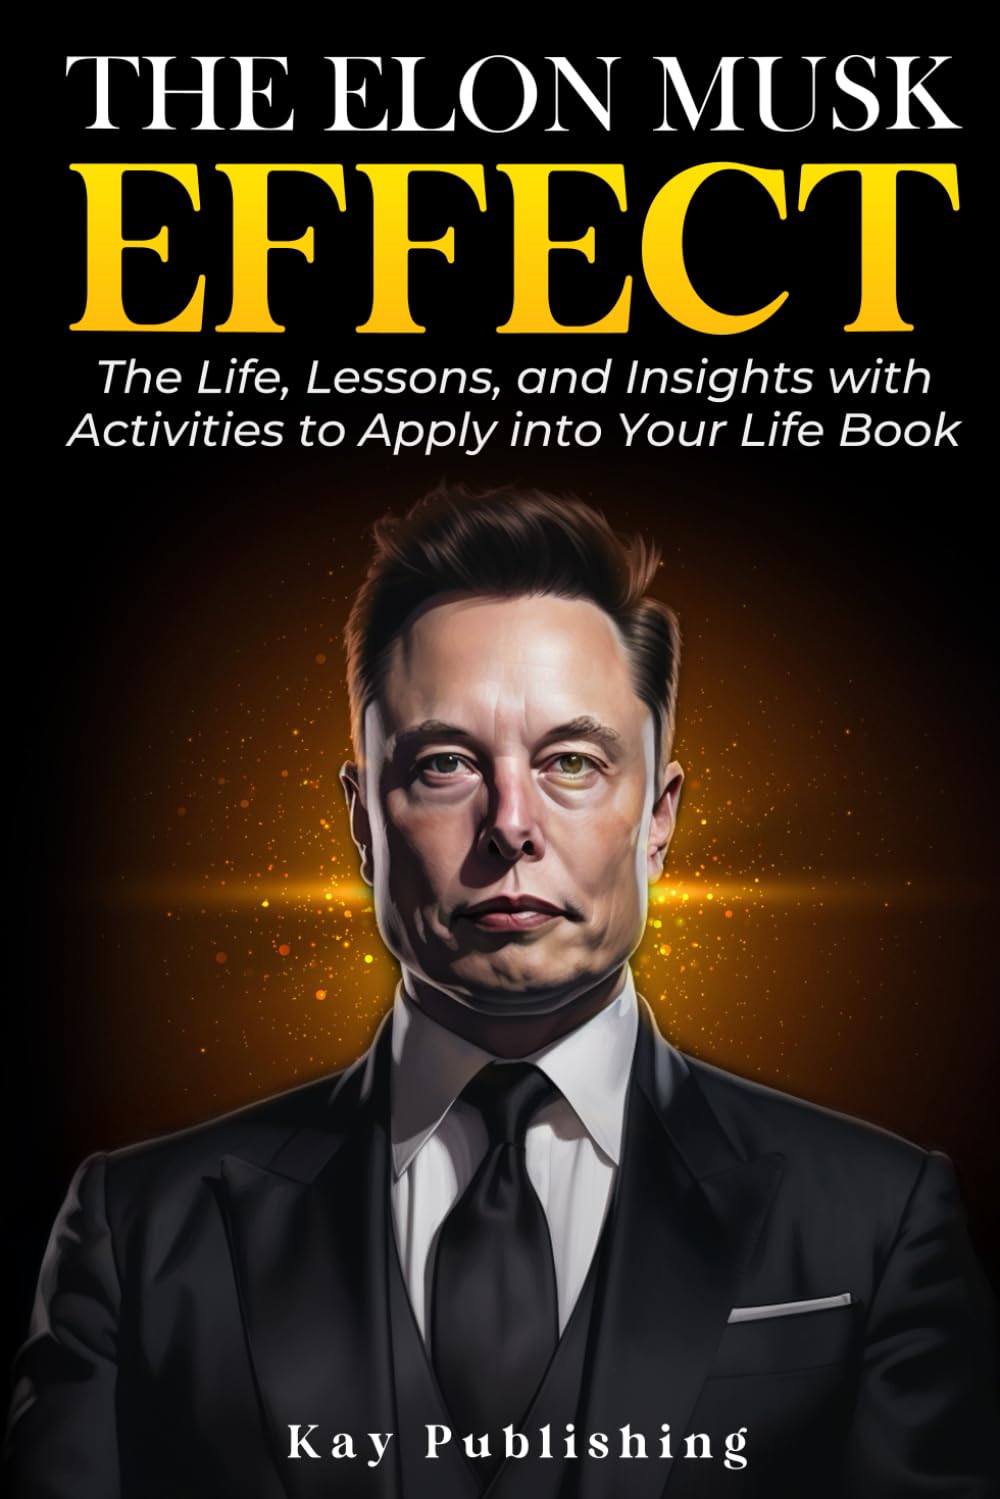 THE ELON MUSK
EFFECT
The Life, Lessons, and Insights with
Activities to Apply into Your Life Book
Kay Publishing